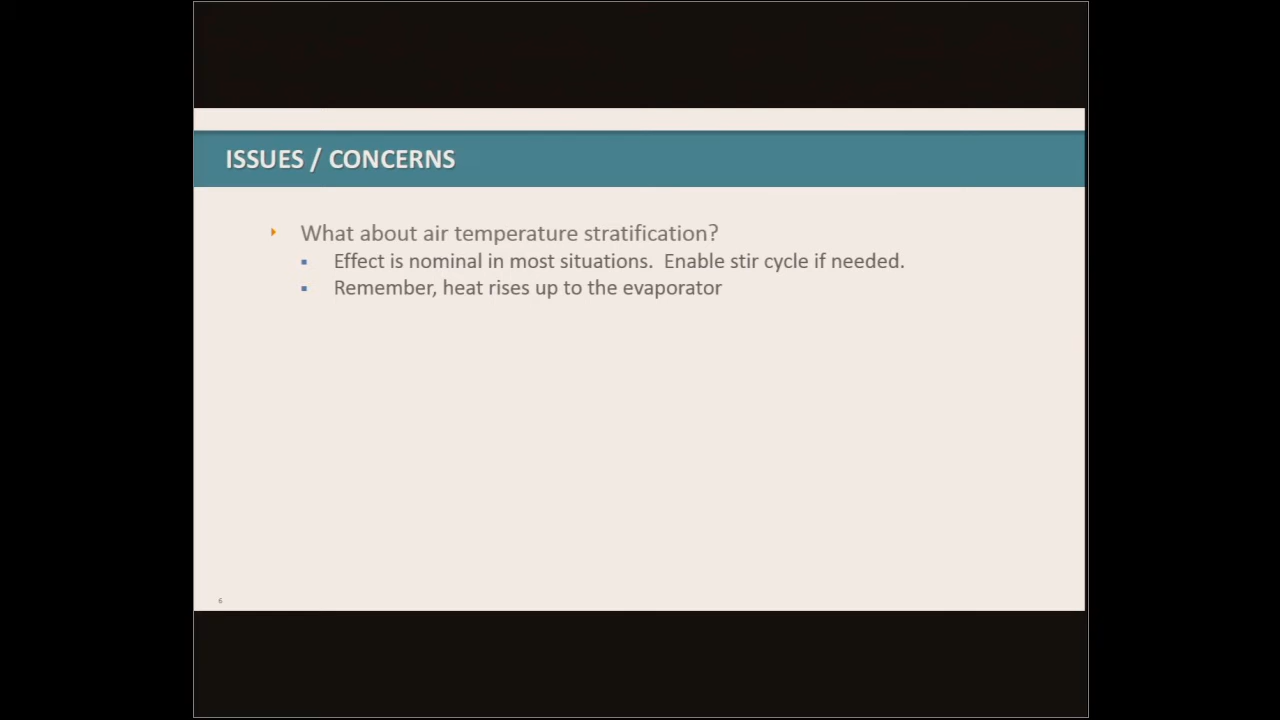 ISSUES / CONCERNS
What about air temperature stratification?
Effect is nominal in most situations.  Enable stir cycle if needed.
Remember, heat rises up to the evaporator
6